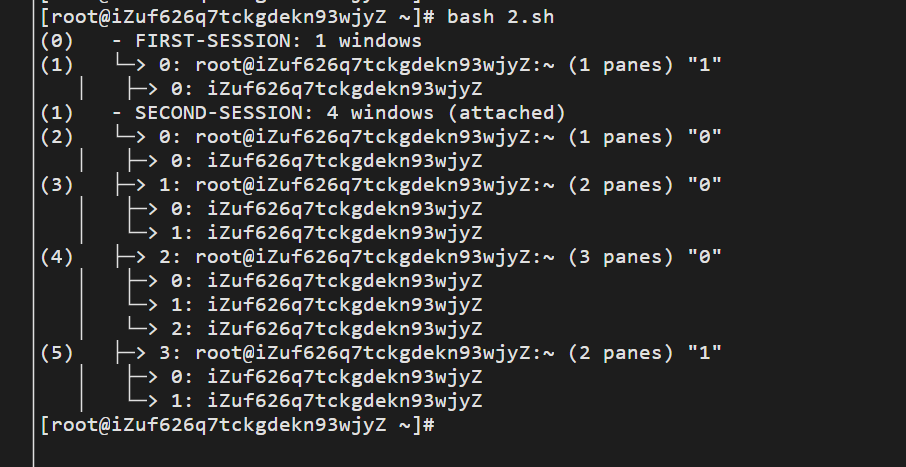 [root@iZuf626q7tckgdekn93wjyZ ~]# bash 2.sh
(0)   - FIRST-SESSION: 1 windows
(1)   └─> 0: root@iZuf626q7tckgdekn93wjyZ:~ (1 panes) "1"
   │   ├─> 0: iZuf626q7tckgdekn93wjyZ
(1)   - SECOND-SESSION: 4 windows (attached)
(2)   └─> 0: root@iZuf626q7tckgdekn93wjyZ:~ (1 panes) "0"
   │   ├─> 0: iZuf626q7tckgdekn93wjyZ
(3)   ├─> 1: root@iZuf626q7tckgdekn93wjyZ:~ (2 panes) "0"
   │   ├─> 0: iZuf626q7tckgdekn93wjyZ
   │   └─> 1: iZuf626q7tckgdekn93wjyZ
(4)   ├─> 2: root@iZuf626q7tckgdekn93wjyZ:~ (3 panes) "0"
   │   ├─> 0: iZuf626q7tckgdekn93wjyZ
   │   └─> 1: iZuf626q7tckgdekn93wjyZ
   │   └─> 2: iZuf626q7tckgdekn93wjyZ
(5)   ├─> 3: root@iZuf626q7tckgdekn93wjyZ:~ (2 panes) "1"
   │   ├─> 0: iZuf626q7tckgdekn93wjyZ
   │   └─> 1: iZuf626q7tckgdekn93wjyZ
[root@iZuf626q7tckgdekn93wjyZ ~]#